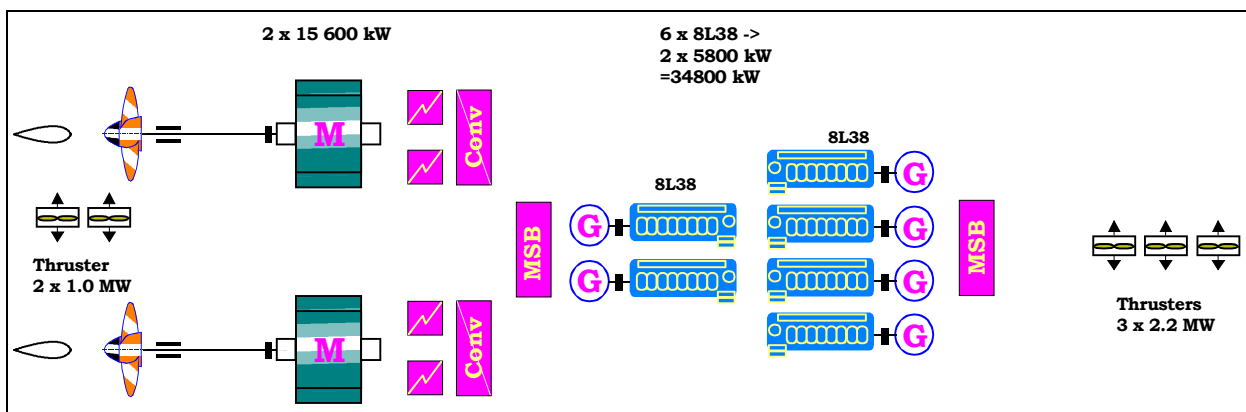 2 x 15 600 kW
6 x 8L38 ->
2 x 5800 kW
=34800 kW
M
Conv
8L38
G
8L38
G
MSB
G
G
MSB
G
G
Thruster
2 x 1.0 MW
Thrusters
3 x 2.2 MW
G
M
Conv